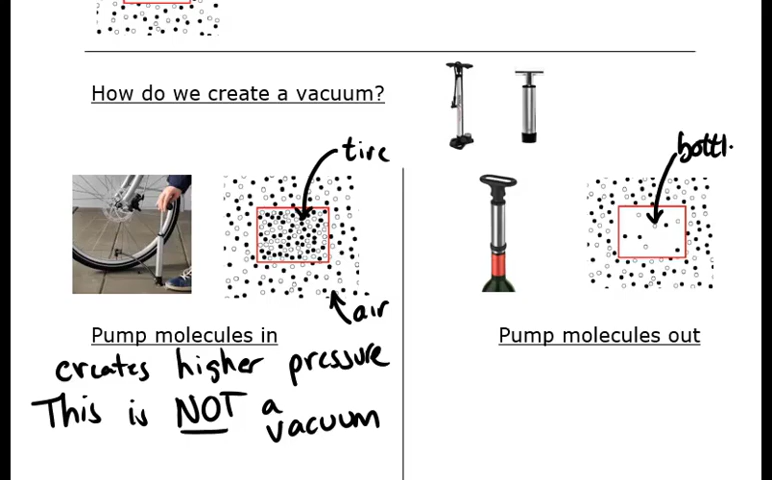 How do we create a vacuum?
tire
bottl.
air
Pump molecules in
Pump molecules out
creates higher pressure
This is NOT a
vacuum